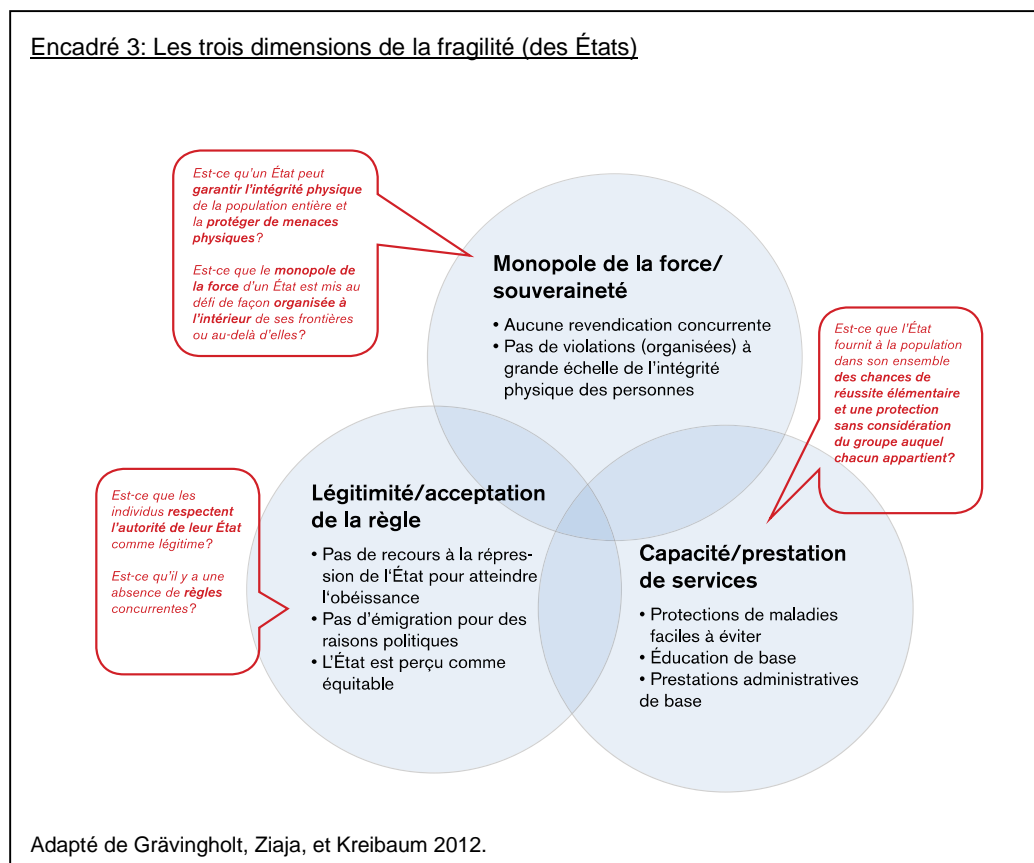 Encadré 3: Les trois dimensions de la fragilité (des États)
Est-ce qu'un État peut
garantir l'intégrité physique
de la population entière et
la protéger de menaces
physiques?
Est-ce que le monopole de
la force d'un État est mis au
défi de façon organisée à
l'intérieur de ses frontières
ou au-delà d'elles?
Monopole de la force/
souveraineté
• Aucune revendication concurrente
• Pas de violations (organisées) à
grande échelle de l'intégrité
physique des personnes
Est-ce que l'État
fournit à la population
dans son ensemble
des chances de
réussite élémentaire
et une protection
sans considération
du groupe auquel
chacun appartient?
Est-ce que les
individus respectent
l'autorité de leur État
comme légitime?
Est-ce qu'il y a une
absence de règles
concurrentes?
Légitimité/acceptation
de la règle
• Pas de recours à la répres-
sion de l'État pour atteindre
l'obéissance
• Pas d'émigration pour des
raisons politiques
• L'État est perçu comme
équitable
Capacité/prestation
de services
• Protections de maladies
faciles à éviter
• Éducation de base
• Prestations administratives
de base
Adapté de Grävingholt, Ziaja, et Kreibaum 2012.